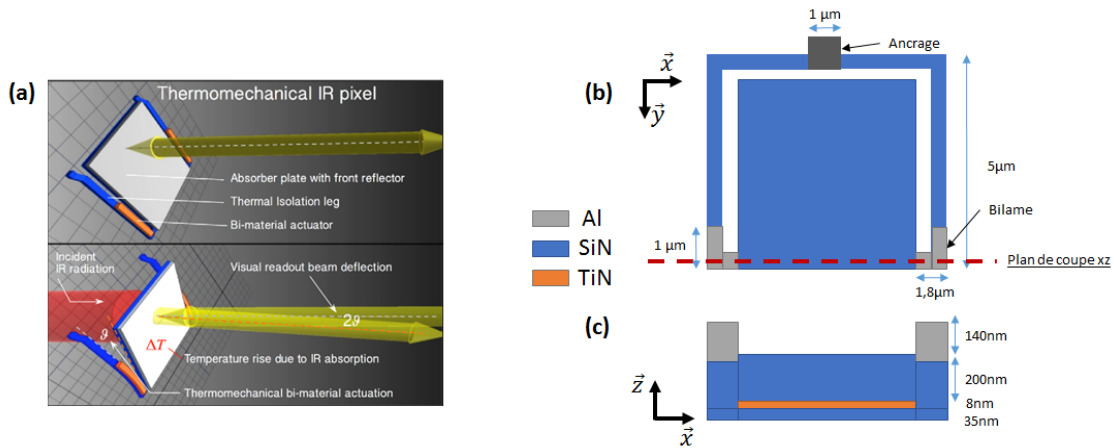 (a)
Thermomechanical IR pixel
Absorber plate with front reflector
Thermal Isolation leg
Bi-material actuator
Incident
IR radiation
Visual readout beam deflection
2ϑ
ϑ
ΔT
Temperature rise due to IR absorption
Thermomechanical bi-material actuation
(b)
1 µm
Ancrage
x
y
5µm
Al
SiN
TiN
1 µm
Bilame
Plan de coupe xz
1,8µm
(c)
140nm
200nm
8nm
35nm
z
x